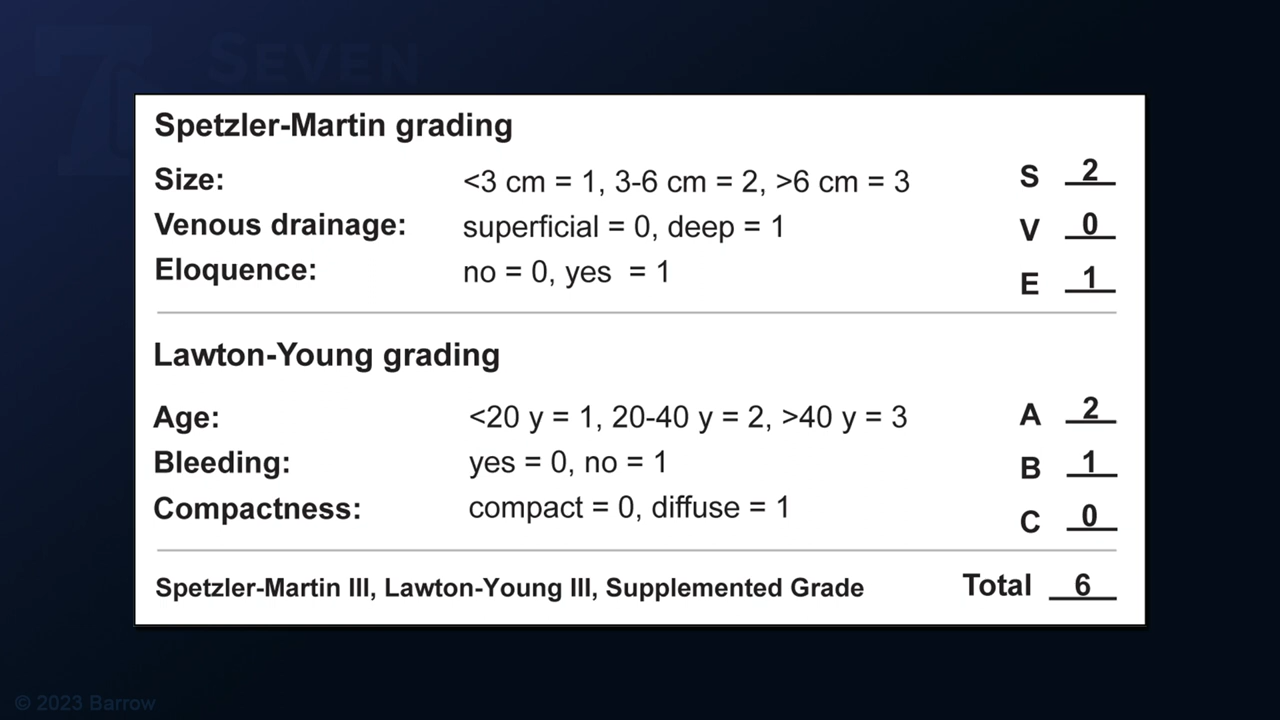 SEVEN
Spetzler-Martin grading
Size: <3 cm = 1, 3-6 cm = 2, >6 cm = 3 S 2
Venous drainage: superficial = 0, deep = 1 V 0
Eloquence: no = 0, yes = 1 E 1
Lawton-Young grading
Age: <20 y = 1, 20-40 y = 2, >40 y = 3 A 2
Bleeding: yes = 0, no = 1 B 1
Compactness: compact = 0, diffuse = 1 C 0
Spetzler-Martin III, Lawton-Young III, Supplemented Grade Total 6
© 2023 Barrow